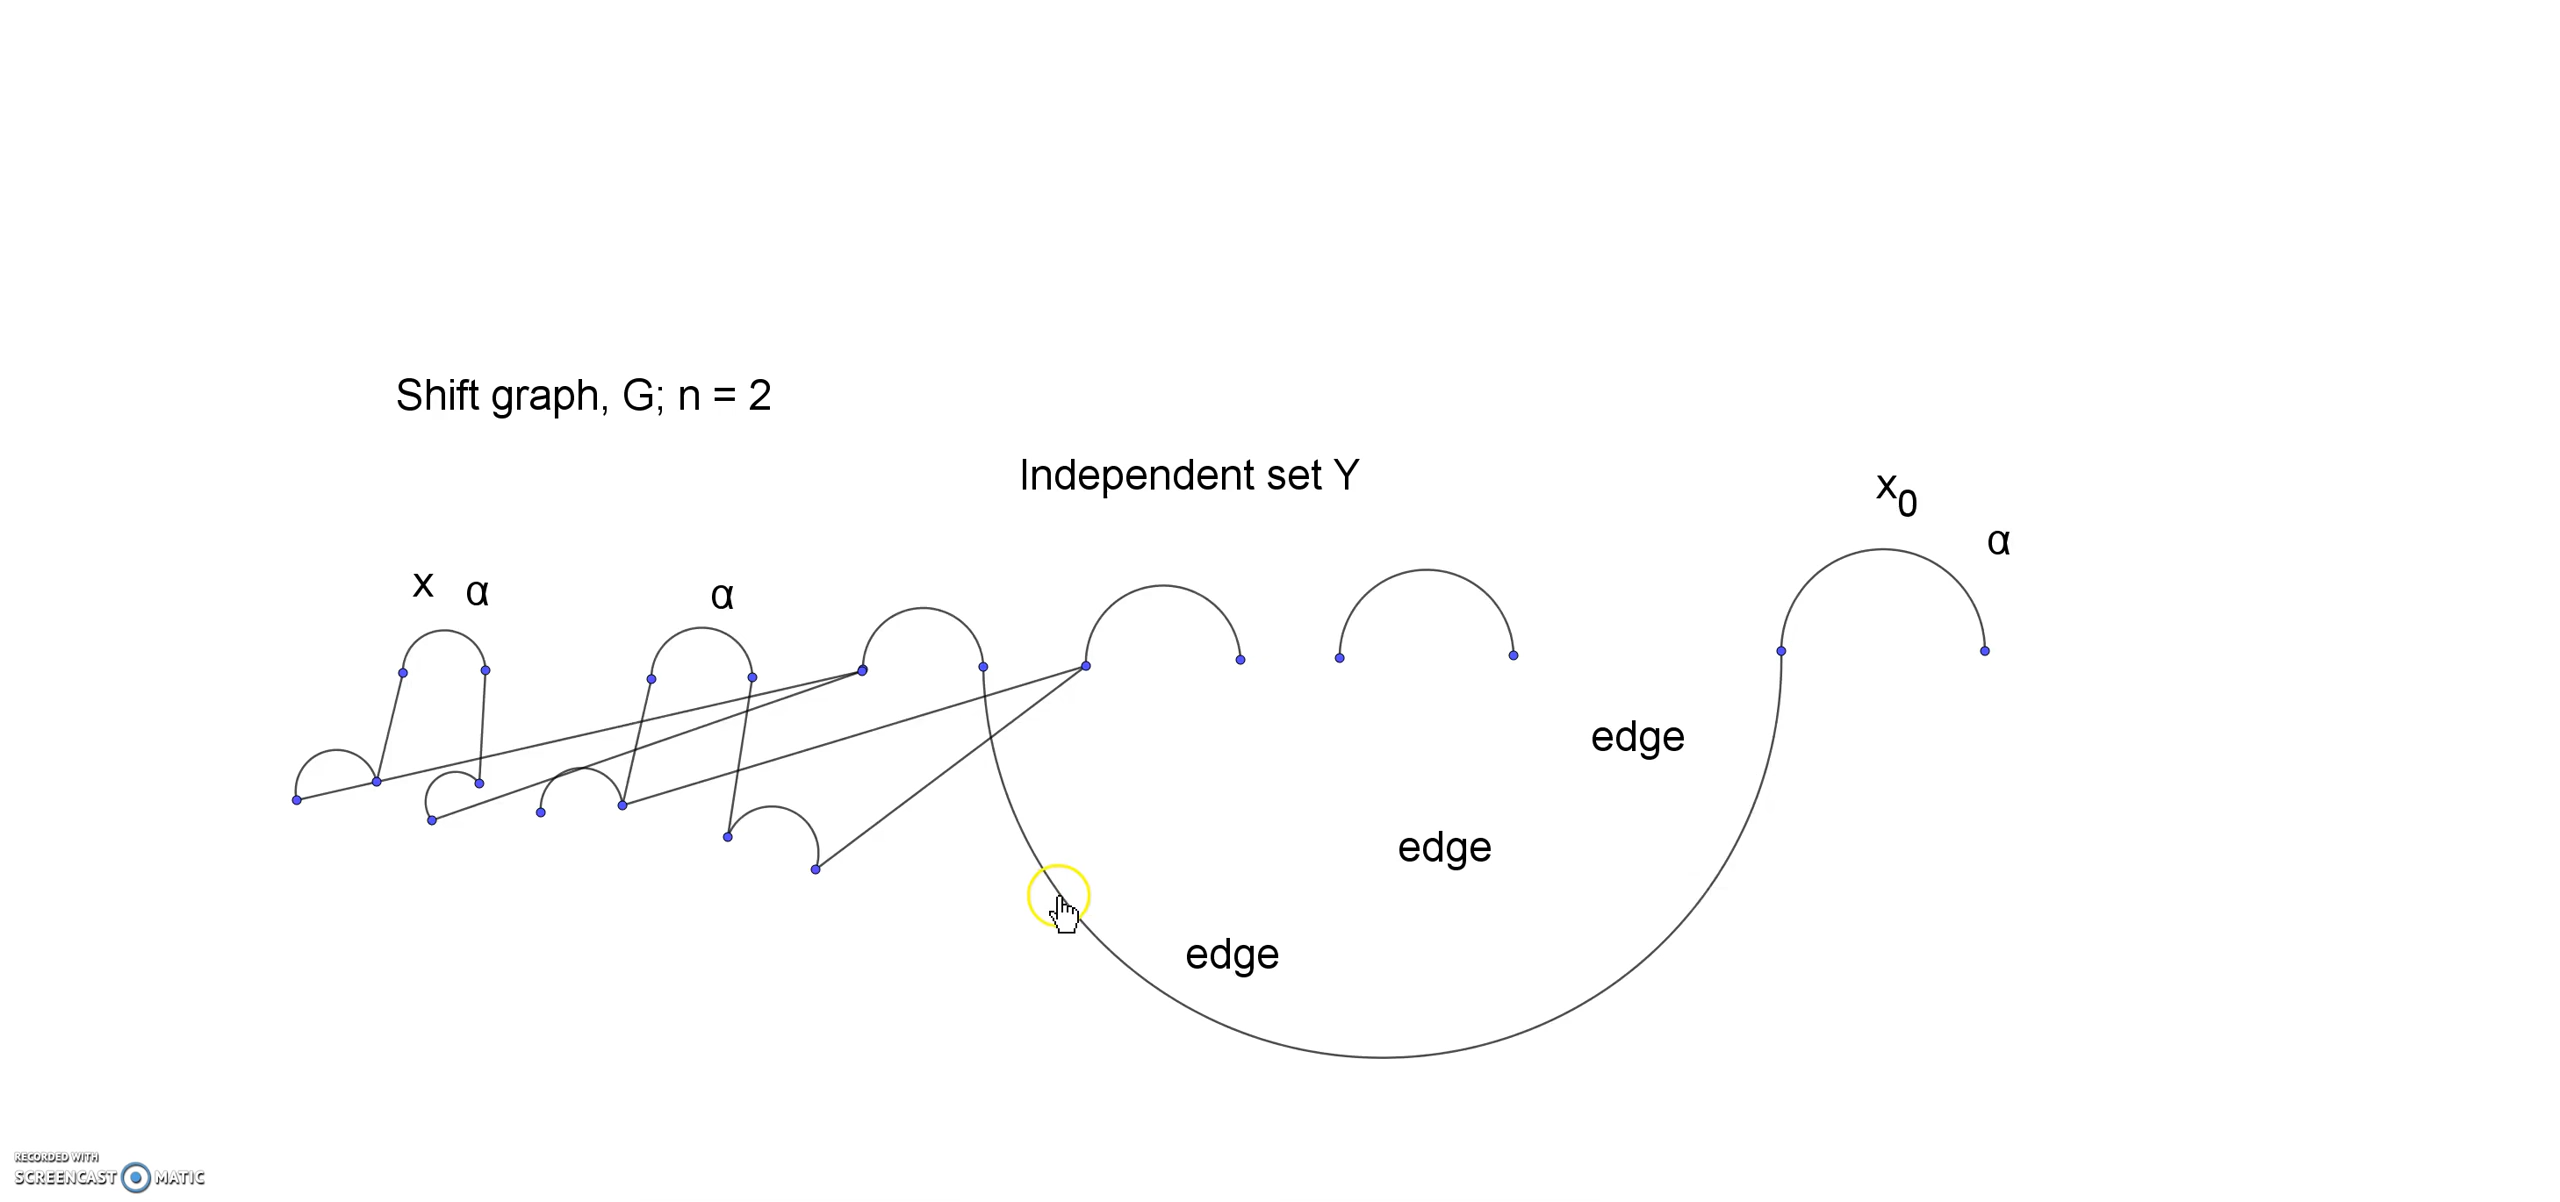 Shift graph, G; n = 2
Independent set Y
x₀
α
x α
α
edge
edge
edge
RECORDED WITH
SCREENCAST MATIC